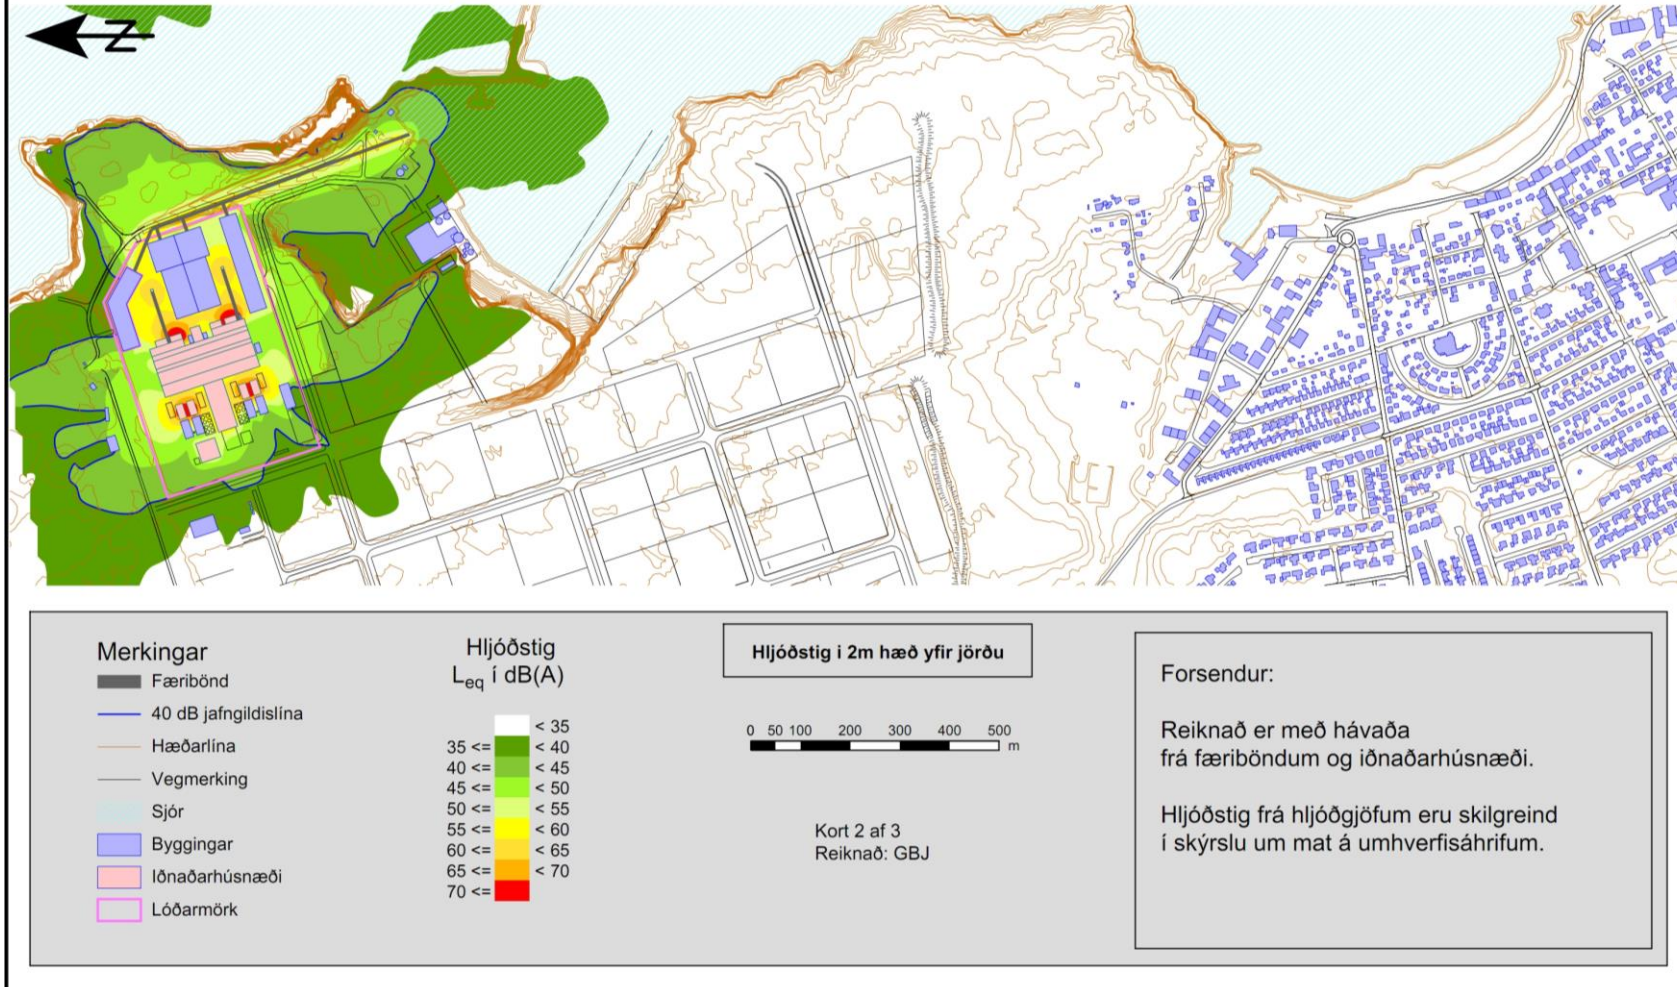 N
Merkingar
Færibönd
40 dB jafngildislína
Hæðarlína
Vegmerking
Sjór
Byggingar
Iðnaðarhúsnæði
Lóðarmörk
Hljóðstig
Leq í dB(A)
< 35
35 <= < 40
40 <= < 45
45 <= < 50
50 <= < 55
55 <= < 60
60 <= < 65
65 <= < 70
70 <=
Hljóðstig i 2m hæð yfir jörðu
0 50 100 200 300 400 500
m
Kort 2 af 3
Reiknað: GBJ
Forsendur:
Reiknað er með hávaða
frá færiböndum og iðnaðarhúsnæði.
Hljóðstig frá hljóðgjöfum eru skilgreind
í skýrslu um mat á umhverfisáhrifum.